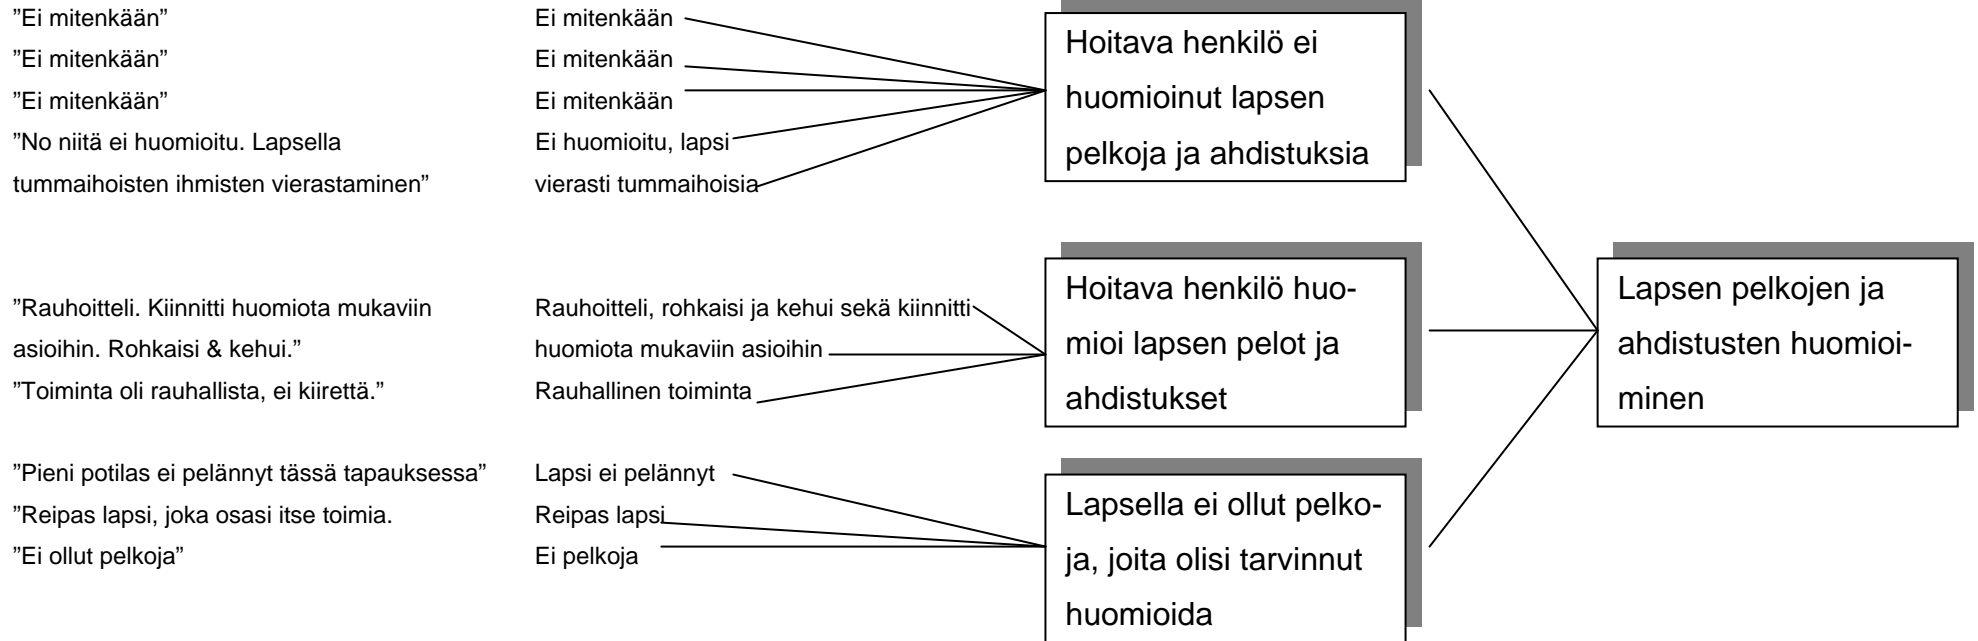 ”Ei mitenkään”
”Ei mitenkään”
”Ei mitenkään”
”No niitä ei huomioitu. Lapsella
tummaihoisten ihmisten vierastaminen”
Ei mitenkään
Ei mitenkään
Ei mitenkään
Ei huomioitu, lapsi
vierasti tummaihoisia
Hoitava henkilö ei
huomioinut lapsen
pelkoja ja ahdistuksia
”Rauhoitteli. Kiinnitti huomiota mukaviin
asioihin. Rohkaisi & kehui.”
”Toiminta oli rauhallista, ei kiirettä.”
Rauhoitteli, rohkaisi ja kehui sekä kiinnitti
huomiota mukaviin asioihin
Rauhallinen toiminta
Hoitava henkilö huo-
mioi lapsen pelot ja
ahdistukset
”Pieni potilas ei pelännyt tässä tapauksessa”
”Reipas lapsi, joka osasi itse toimia.
”Ei ollut pelkoja”
Lapsi ei pelännyt
Reipas lapsi
Ei pelkoja
Lapsella ei ollut pelko-
ja, joita olisi tarvinnut
huomioida
Lapsen pelkojen ja
ahdistusten huomioi-
minen